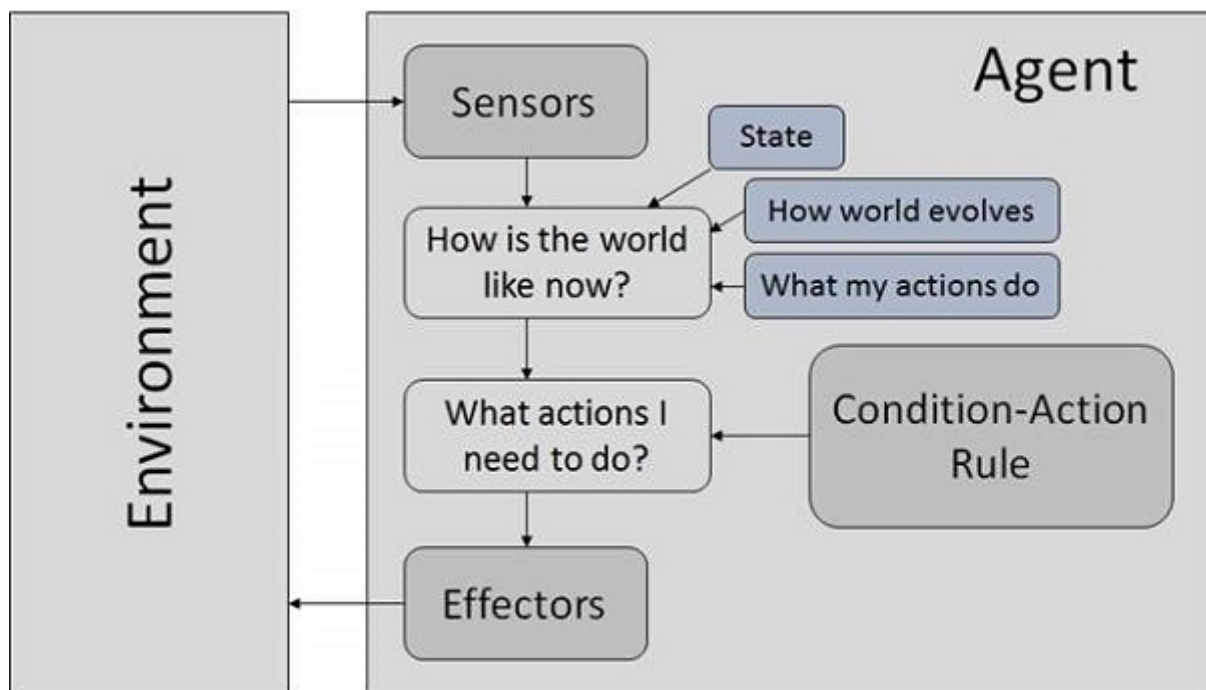 Environment
Agent
Sensors
State
How world evolves
How is the world
like now?
What my actions do
What actions I
need to do?
Condition-Action
Rule
Effectors